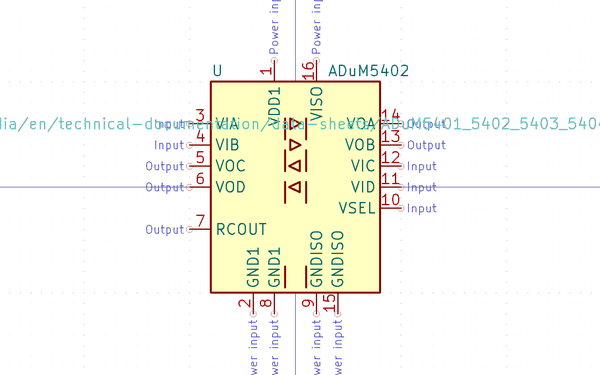 Power in
Power in
1
16
U
ADuM5402
VDD1
VISO
Input 3 VIA
VOA 14 Output
lia/en/technical-documentation/data-sheets/ADuM5401_5402_5403_5404
Input 4 VIB
VOB 13 Output
Output 5 VOC
VIC 12 Input
Output 6 VOD
VID 11 Input
VSEL 10 Input
Output 7 RCOUT
GND1
GND1
GNDISO
GNDISO
2
8
9
15
wer input
wer input
wer input
wer input